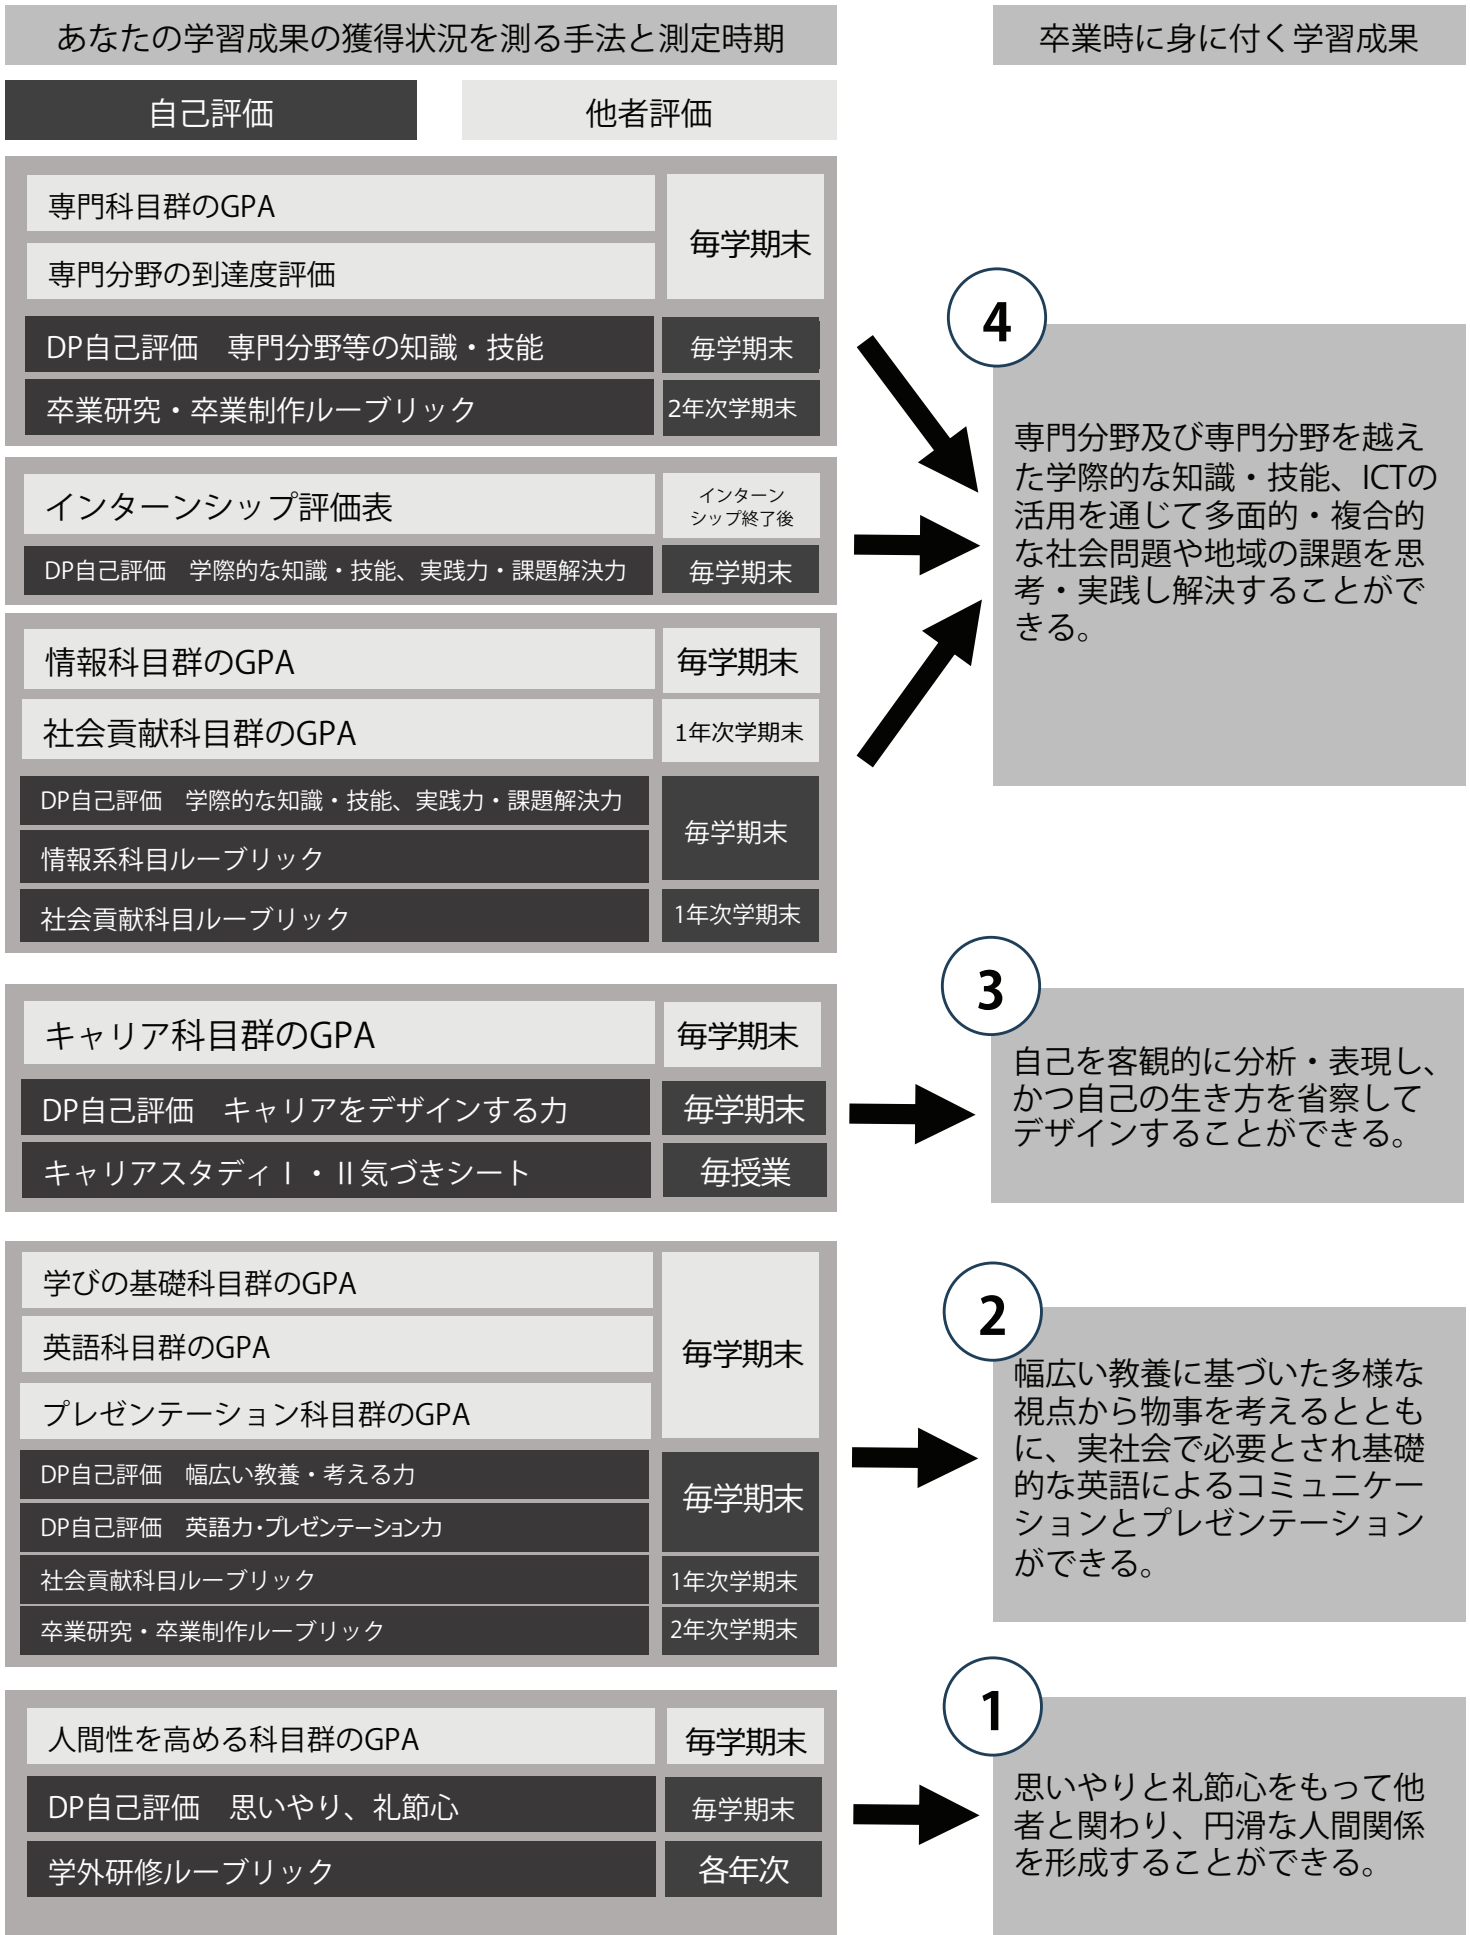 あなたの学習成果の獲得状況を測る手法と測定時期
卒業時に身に付く学習成果
自己評価
他者評価
専門科目群のGPA
専門分野の到達度評価
毎学期末
DP自己評価　専門分野等の知識・技能
毎学期末
卒業研究・卒業制作ルーブリック
2年次学期末
インターンシップ評価表
インターン
シップ終了後
DP自己評価　学際的な知識・技能、実践力・課題解決力
毎学期末
情報科目群のGPA
毎学期末
社会貢献科目群のGPA
1年次学期末
DP自己評価　学際的な知識・技能、実践力・課題解決力
情報系科目ルーブリック
毎学期末
社会貢献科目ルーブリック
1年次学期末
4
専門分野及び専門分野を越え
た学際的な知識・技能、ICTの
活用を通じて多面的・複合的
な社会問題や地域の課題を思
考・実践し解決することがで
きる。
キャリア科目群のGPA
毎学期末
DP自己評価　キャリアをデザインする力
毎学期末
キャリアスタディⅠ・Ⅱ気づきシート
毎授業
3
自己を客観的に分析・表現し、
かつ自己の生き方を省察して
デザインすることができる。
学びの基礎科目群のGPA
英語科目群のGPA
プレゼンテーション科目群のGPA
毎学期末
DP自己評価　幅広い教養・考える力
DP自己評価　英語力・プレゼンテーション力
毎学期末
社会貢献科目ルーブリック
1年次学期末
卒業研究・卒業制作ルーブリック
2年次学期末
2
幅広い教養に基づいた多様な
視点から物事を考えるととも
に、実社会で必要とされ基礎
的な英語によるコミュニケー
ションとプレゼンテーション
ができる。
人間性を高める科目群のGPA
毎学期末
DP自己評価　思いやり、礼節心
毎学期末
学外研修ルーブリック
各年次
1
思いやりと礼節心をもって他
者と関わり、円滑な人間関係
を形成することができる。